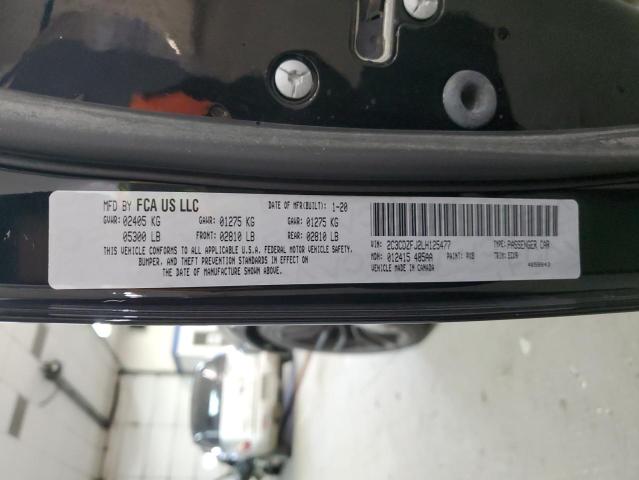 MFD BY FCA US LLC DATE OF MFR(BUILT): 1-20
GVWR: 02405 KG GAWR: 01275 KG GAWR: 01275 KG
05300 LB FRONT: 02810 LB REAR: 02810 LB
THIS VEHICLE CONFORMS TO ALL APPLICABLE U.S.A. FEDERAL MOTOR VEHICLE SAFETY,
BUMPER, AND THEFT PREVENTION STANDARDS IN EFFECT ON
THE DATE OF MANUFACTURE SHOWN ABOVE.
VIN: 2C3CDZFJ2LH125477 TYPE: PASSENGER CAR
MDH: 012415 405AA PAINT: PX8 TRIM:
VEHICLE MADE IN CANADA